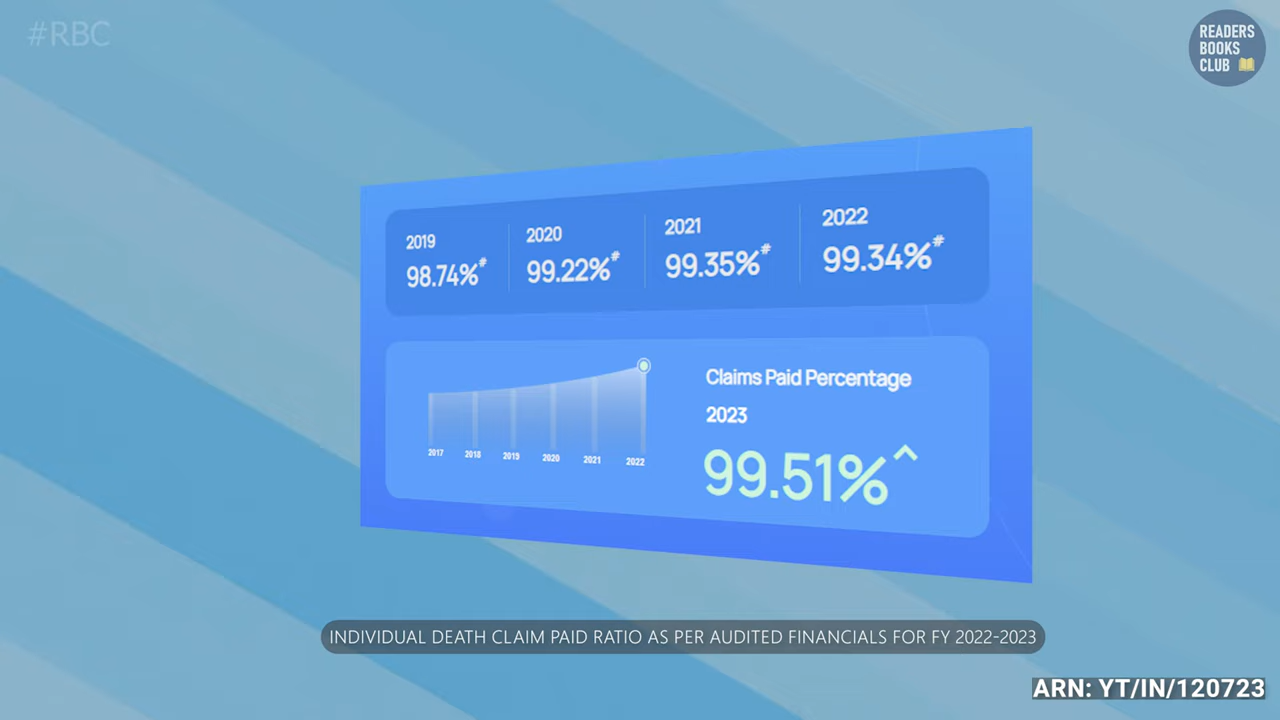 #RBC
READERS
BOOKS
CLUB
2019
98.74%#
2020
99.22%#
2021
99.35%#
2022
99.34%#
Claims Paid Percentage
2023
99.51%^
2017 2018 2019 2020 2021 2022
INDIVIDUAL DEATH CLAIM PAID RATIO AS PER AUDITED FINANCIALS FOR FY 2022-2023
ARN: YT/IN/120723